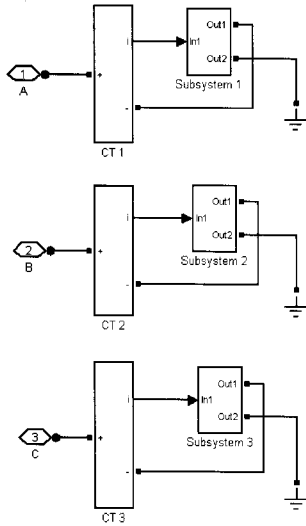 Out1
i
In1
Out2
1
+
A
Subsystem 1
-
CT 1
Out1
i
In1
Out2
2
+
B
Subsystem 2
-
CT 2
Out1
i
In1
Out2
3
+
C
Subsystem 3
-
CT 3